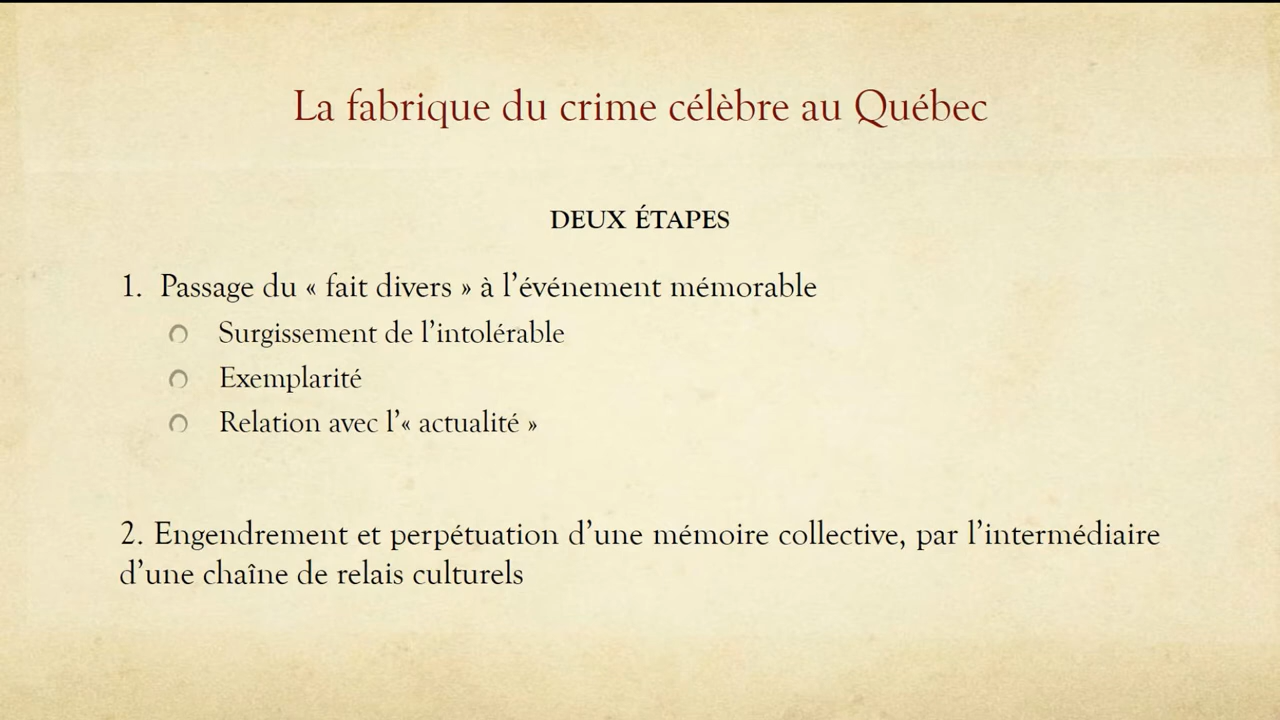 La fabrique du crime célèbre au Québec
DEUX ÉTAPES
1. Passage du « fait divers » à l’événement mémorable
Surgissement de l’intolérable
Exemplarité
Relation avec l’« actualité »
2. Engendrement et perpétuation d’une mémoire collective, par l’intermédiaire
d’une chaîne de relais culturels